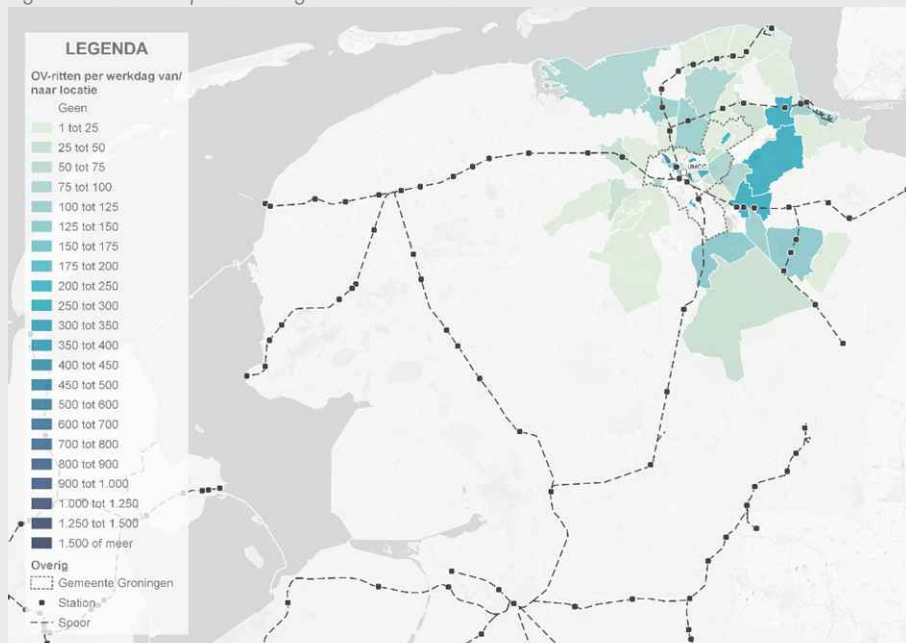 LEGENDA
OV-ritten per werkdag van/
naar locatie
Geen
1 tot 25
25 tot 50
50 tot 75
75 tot 100
100 tot 125
125 tot 150
150 tot 175
175 tot 200
200 tot 250
250 tot 300
300 tot 350
350 tot 400
400 tot 450
450 tot 500
500 tot 600
600 tot 700
700 tot 800
800 tot 900
900 tot 1.000
1.000 tot 1.250
1.250 tot 1.500
1.500 of meer
Overig
Gemeente Groningen
Station
Spoor
UMCG